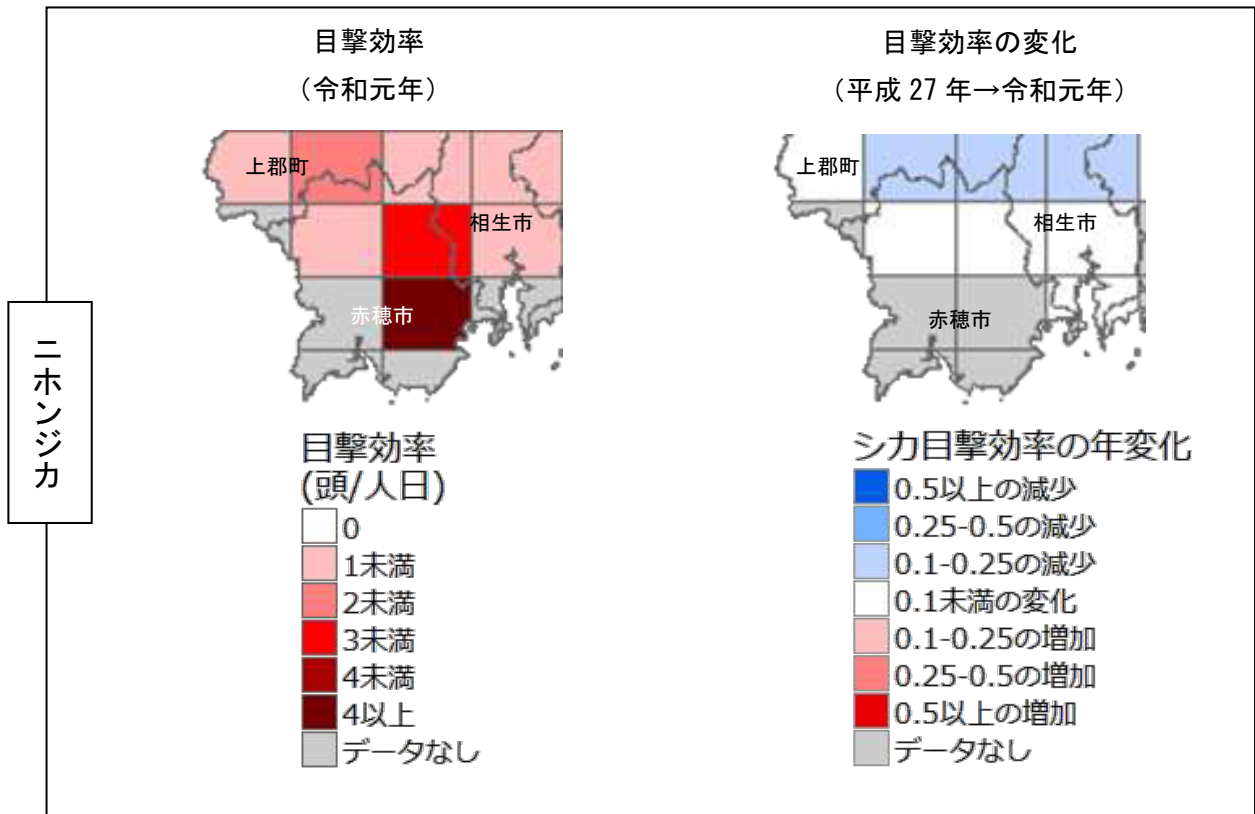 目撃効率
(令和元年)
上郡町
相生市
赤穂市
目撃効率
(頭/人日)
0
1未満
2未満
3未満
4未満
4以上
データなし
目撃効率の変化
(平成 27 年→令和元年)
上郡町
相生市
赤穂市
シカ目撃効率の年変化
0.5以上の減少
0.25-0.5の減少
0.1-0.25の減少
0.1未満の変化
0.1-0.25の増加
0.25-0.5の増加
0.5以上の増加
データなし
ニホンジカ